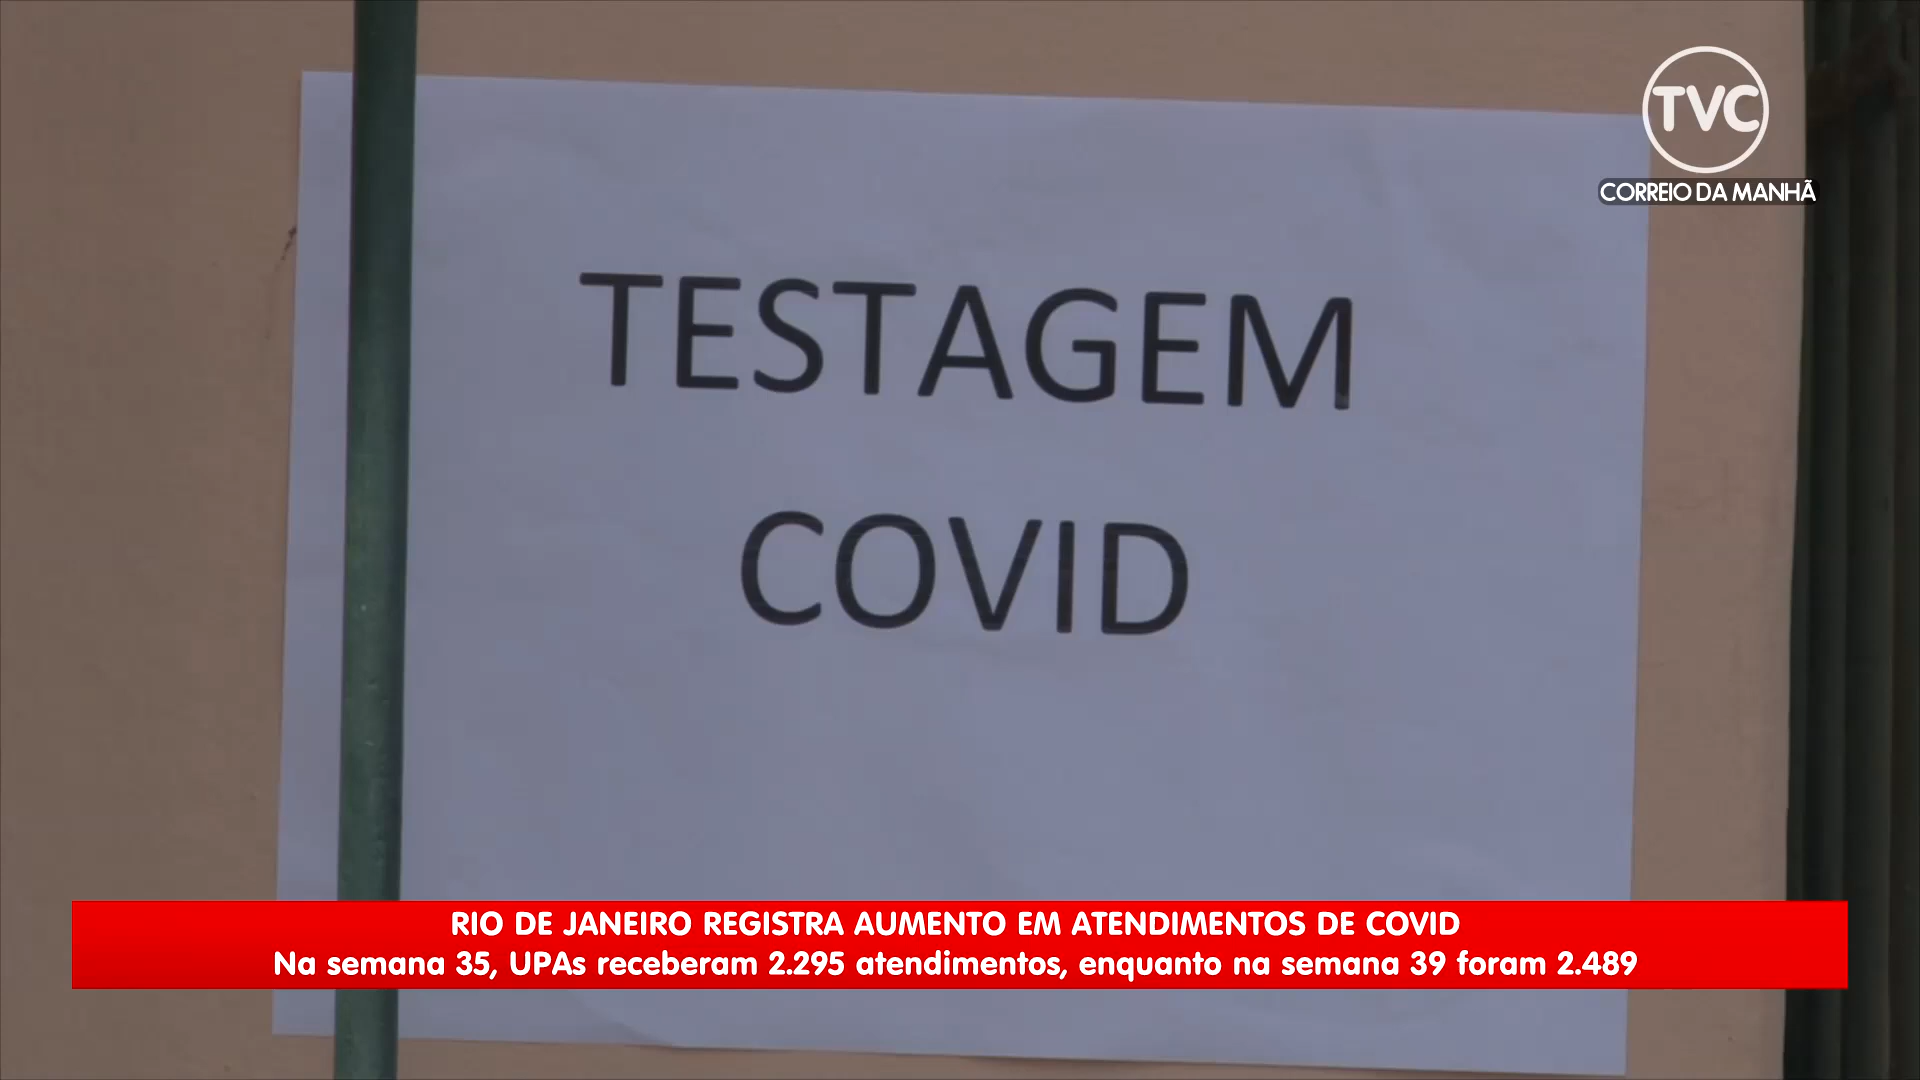 TVC
CORREIO DA MANHÃ
TESTAGEM
COVID
RIO DE JANEIRO REGISTRA AUMENTO EM ATENDIMENTOS DE COVID
Na semana 35, UPAs receberam 2.295 atendimentos, enquanto na semana 39 foram 2.489